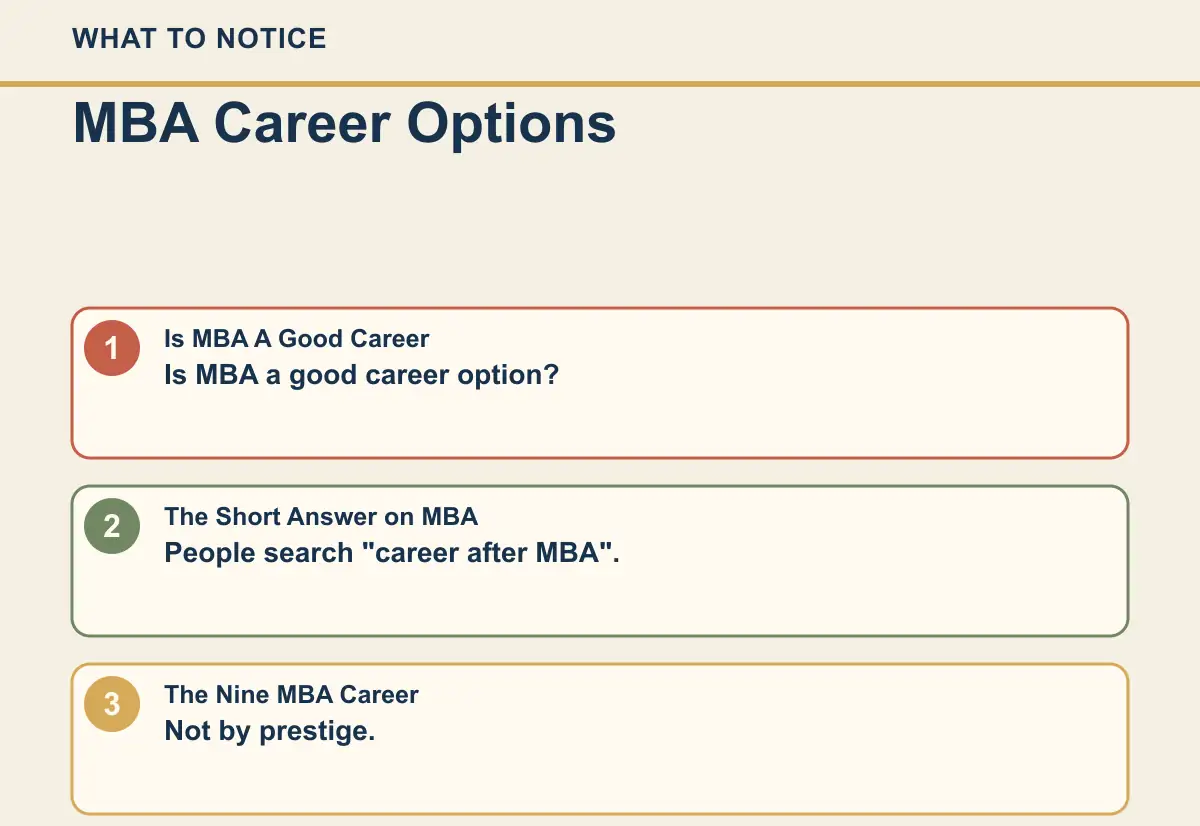 WHAT TO NOTICE
MBA Career Options
1
Is MBA A Good Career
Is MBA a good career option?
2
The Short Answer on MBA
People search "career after MBA".
3
The Nine MBA Career
Not by prestige.